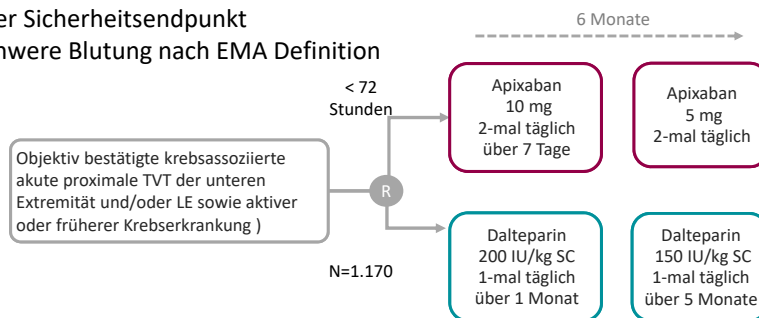 er Sicherheitsendpunkt
were Blutung nach EMA Definition
6 Monate
< 72
Stunden
Apixaban
10 mg
2-mal täglich
über 7 Tage
Apixaban
5 mg
2-mal täglich
Objektiv bestätigte krebsassoziierte
akute proximale TVT der unteren
Extremität und/oder LE sowie aktiver
oder früherer Krebserkrankung )
R
N=1.170
Dalteparin
200 IU/kg SC
1-mal täglich
über 1 Monat
Dalteparin
150 IU/kg SC
1-mal täglich
über 5 Monate